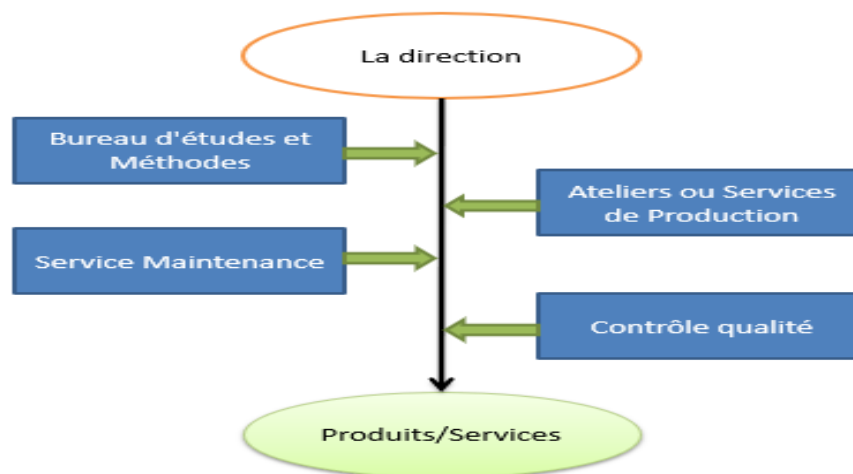 La direction
Bureau d'études et
Méthodes
Ateliers ou Services
de Production
Service Maintenance
Contrôle qualité
Produits/Services